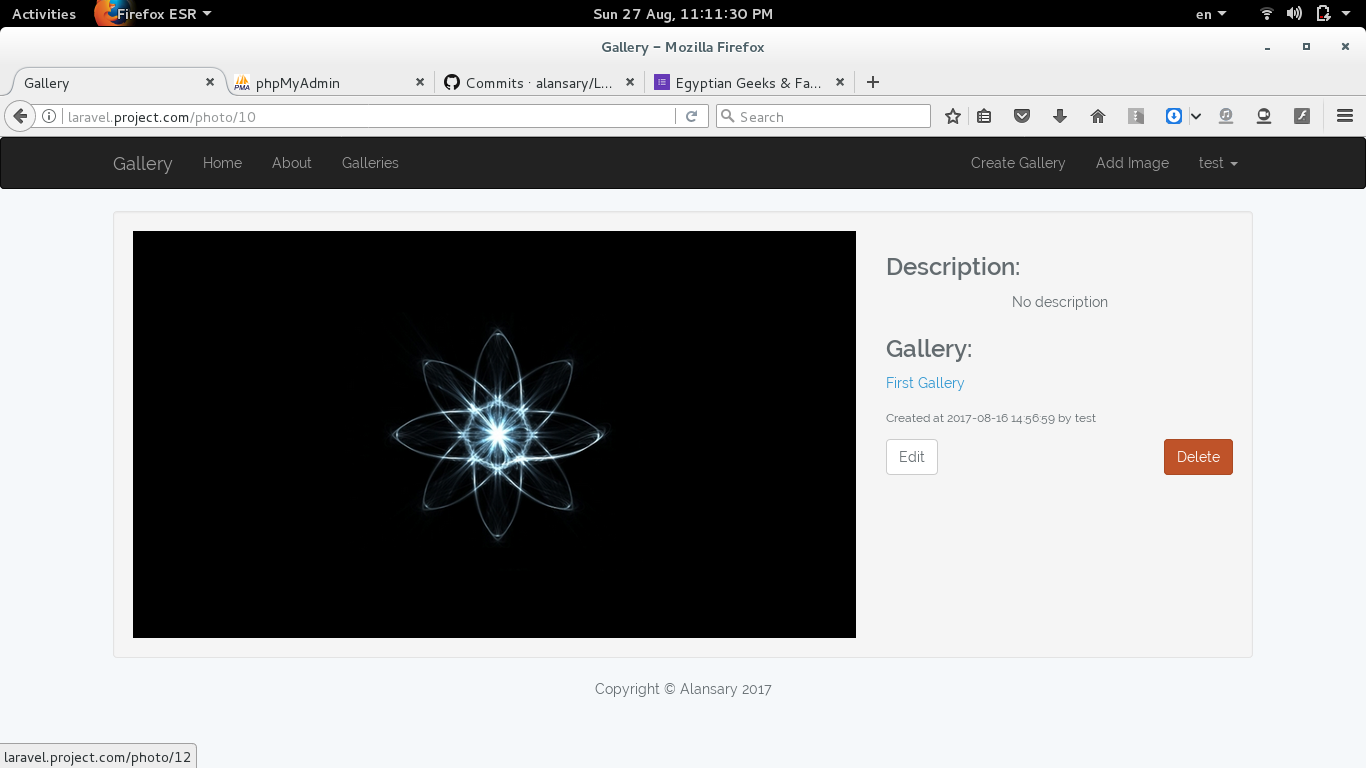 Activities Firefox ESR Sun 27 Aug, 11:11:30 PM en
Gallery – Mozilla Firefox
Gallery phpMyAdmin Commits · alansary/L... Egyptian Geeks & Fa...
laravel.project.com/photo/10 Search
Gallery Home About Galleries Create Gallery Add Image test
Description:
No description
Gallery:
First Gallery
Created at 2017-08-16 14:56:59 by test
Edit Delete
Copyright © Alansary 2017
laravel.project.com/photo/12